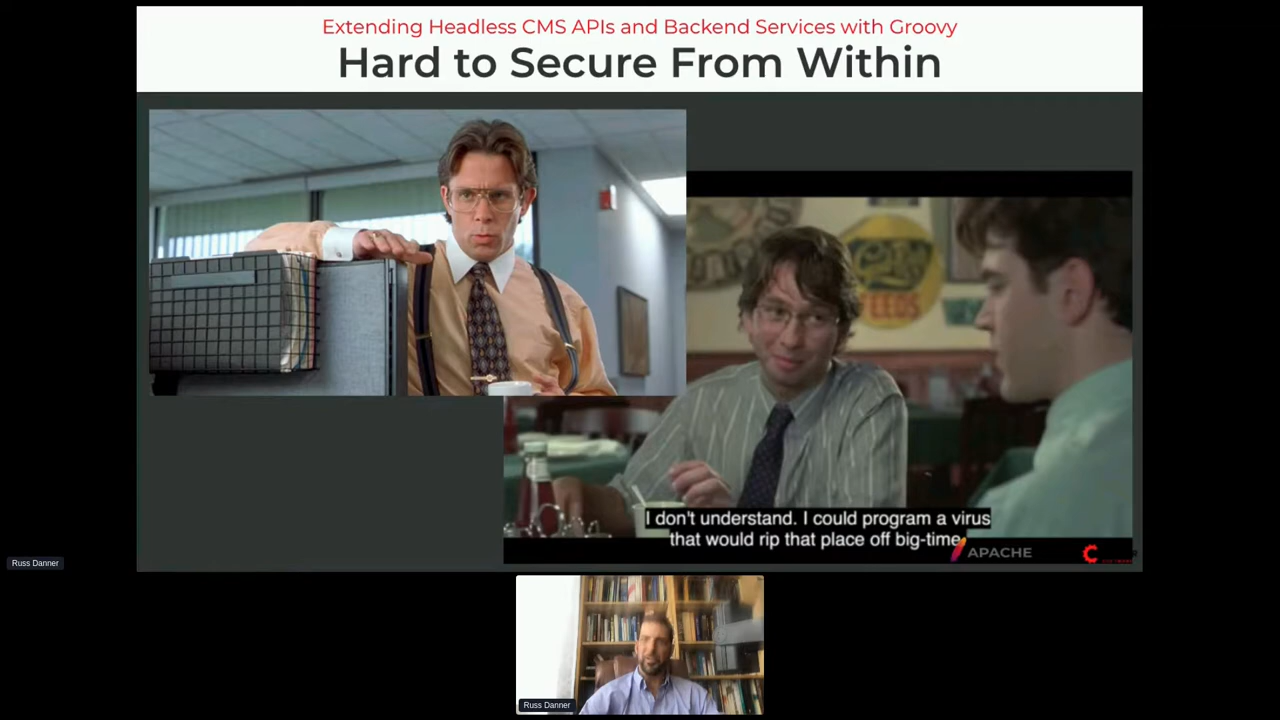 Extending Headless CMS APIs and Backend Services with Groovy
Hard to Secure From Within
I don't understand. I could program a virus
that would rip that place off big-time.
APACHE
Russ Danner
Russ Danner